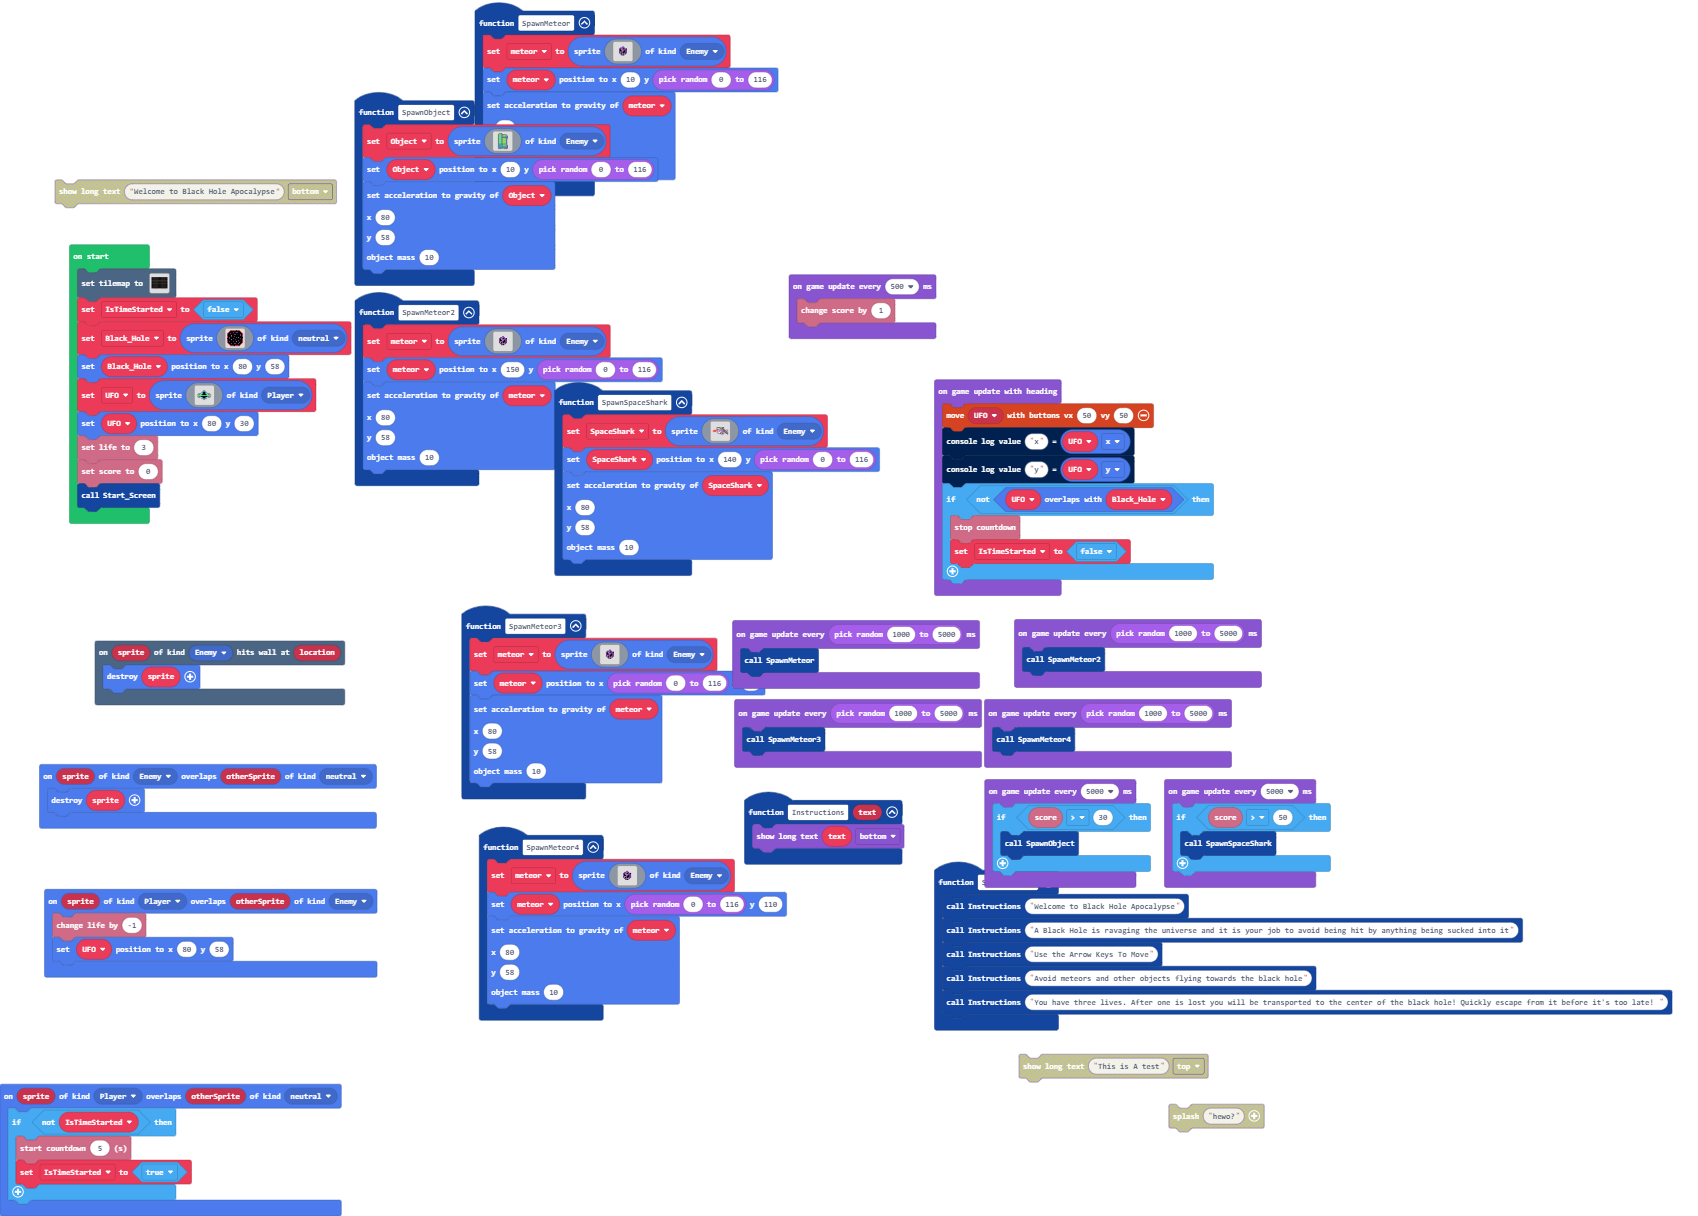 function SpawnMeteor
set meteor to sprite of kind Enemy
set meteor position to x 10 y pick random 0 to 116
set acceleration to gravity of meteor
function SpawnObject
set Object to sprite of kind Enemy
set Object position to x 10 y pick random 0 to 116
set acceleration to gravity of Object
x 80
y 58
object mass 10
show long text "Welcome to Black Hole Apocalypse" bottom
on start
set tilemap to
set IsTimeStarted to false
set Black_Hole to sprite of kind neutral
set Black_Hole position to x 80 y 58
set UFO to sprite of kind Player
set UFO position to x 80 y 30
set life to 3
set score to 0
call Start_Screen
function SpawnMeteor2
set meteor to sprite of kind Enemy
set meteor position to x 150 y pick random 0 to 116
set acceleration to gravity of meteor
x 80
y 58
object mass 10
function SpawnSpaceShark
set SpaceShark to sprite of kind Enemy
set SpaceShark position to x 140 y pick random 0 to 116
set acceleration to gravity of SpaceShark
x 80
y 58
object mass 10
on game update every 500 ms
change score by 1
on game update with heading
move UFO with buttons vx 50 vy 50
console log value "x" = UFO x
console log value "y" = UFO y
if not UFO overlaps with Black_Hole then
stop countdown
set IsTimeStarted to false
on sprite of kind Enemy hits wall at location
destroy sprite
on sprite of kind Enemy overlaps otherSprite of kind neutral
destroy sprite
on sprite of kind Player overlaps otherSprite of kind Enemy
change life by -1
set UFO position to x 80 y 58
on sprite of kind Player overlaps otherSprite of kind neutral
if not IsTimeStarted then
start countdown 5 (s)
set IsTimeStarted to true
function SpawnMeteor3
set meteor to sprite of kind Enemy
set meteor position to x pick random 0 to 116
set acceleration to gravity of meteor
x 80
y 58
object mass 10
function SpawnMeteor4
set meteor to sprite of kind Enemy
set meteor position to x pick random 0 to 116 y 110
set acceleration to gravity of meteor
x 80
y 58
object mass 10
on game update every pick random 1000 to 5000 ms
call SpawnMeteor
on game update every pick random 1000 to 5000 ms
call SpawnMeteor2
on game update every pick random 1000 to 5000 ms
call SpawnMeteor3
on game update every pick random 1000 to 5000 ms
call SpawnMeteor4
function Instructions text
show long text text bottom
on game update every 5000 ms
if score > 30 then
call SpawnObject
on game update every 5000 ms
if score > 50 then
call SpawnSpaceShark
function
call Instructions "Welcome to Black Hole Apocalypse"
call Instructions "A Black Hole is ravaging the universe and it is your job to avoid being hit by anything being sucked into it"
call Instructions "Use the Arrow Keys To Move"
call Instructions "Avoid meteors and other objects flying towards the black hole"
call Instructions "You have three lives. After one is lost you will be transported to the center of the black hole! Quickly escape from it before it's too late! "
show long text "This is A test" top
splash "hewo?"